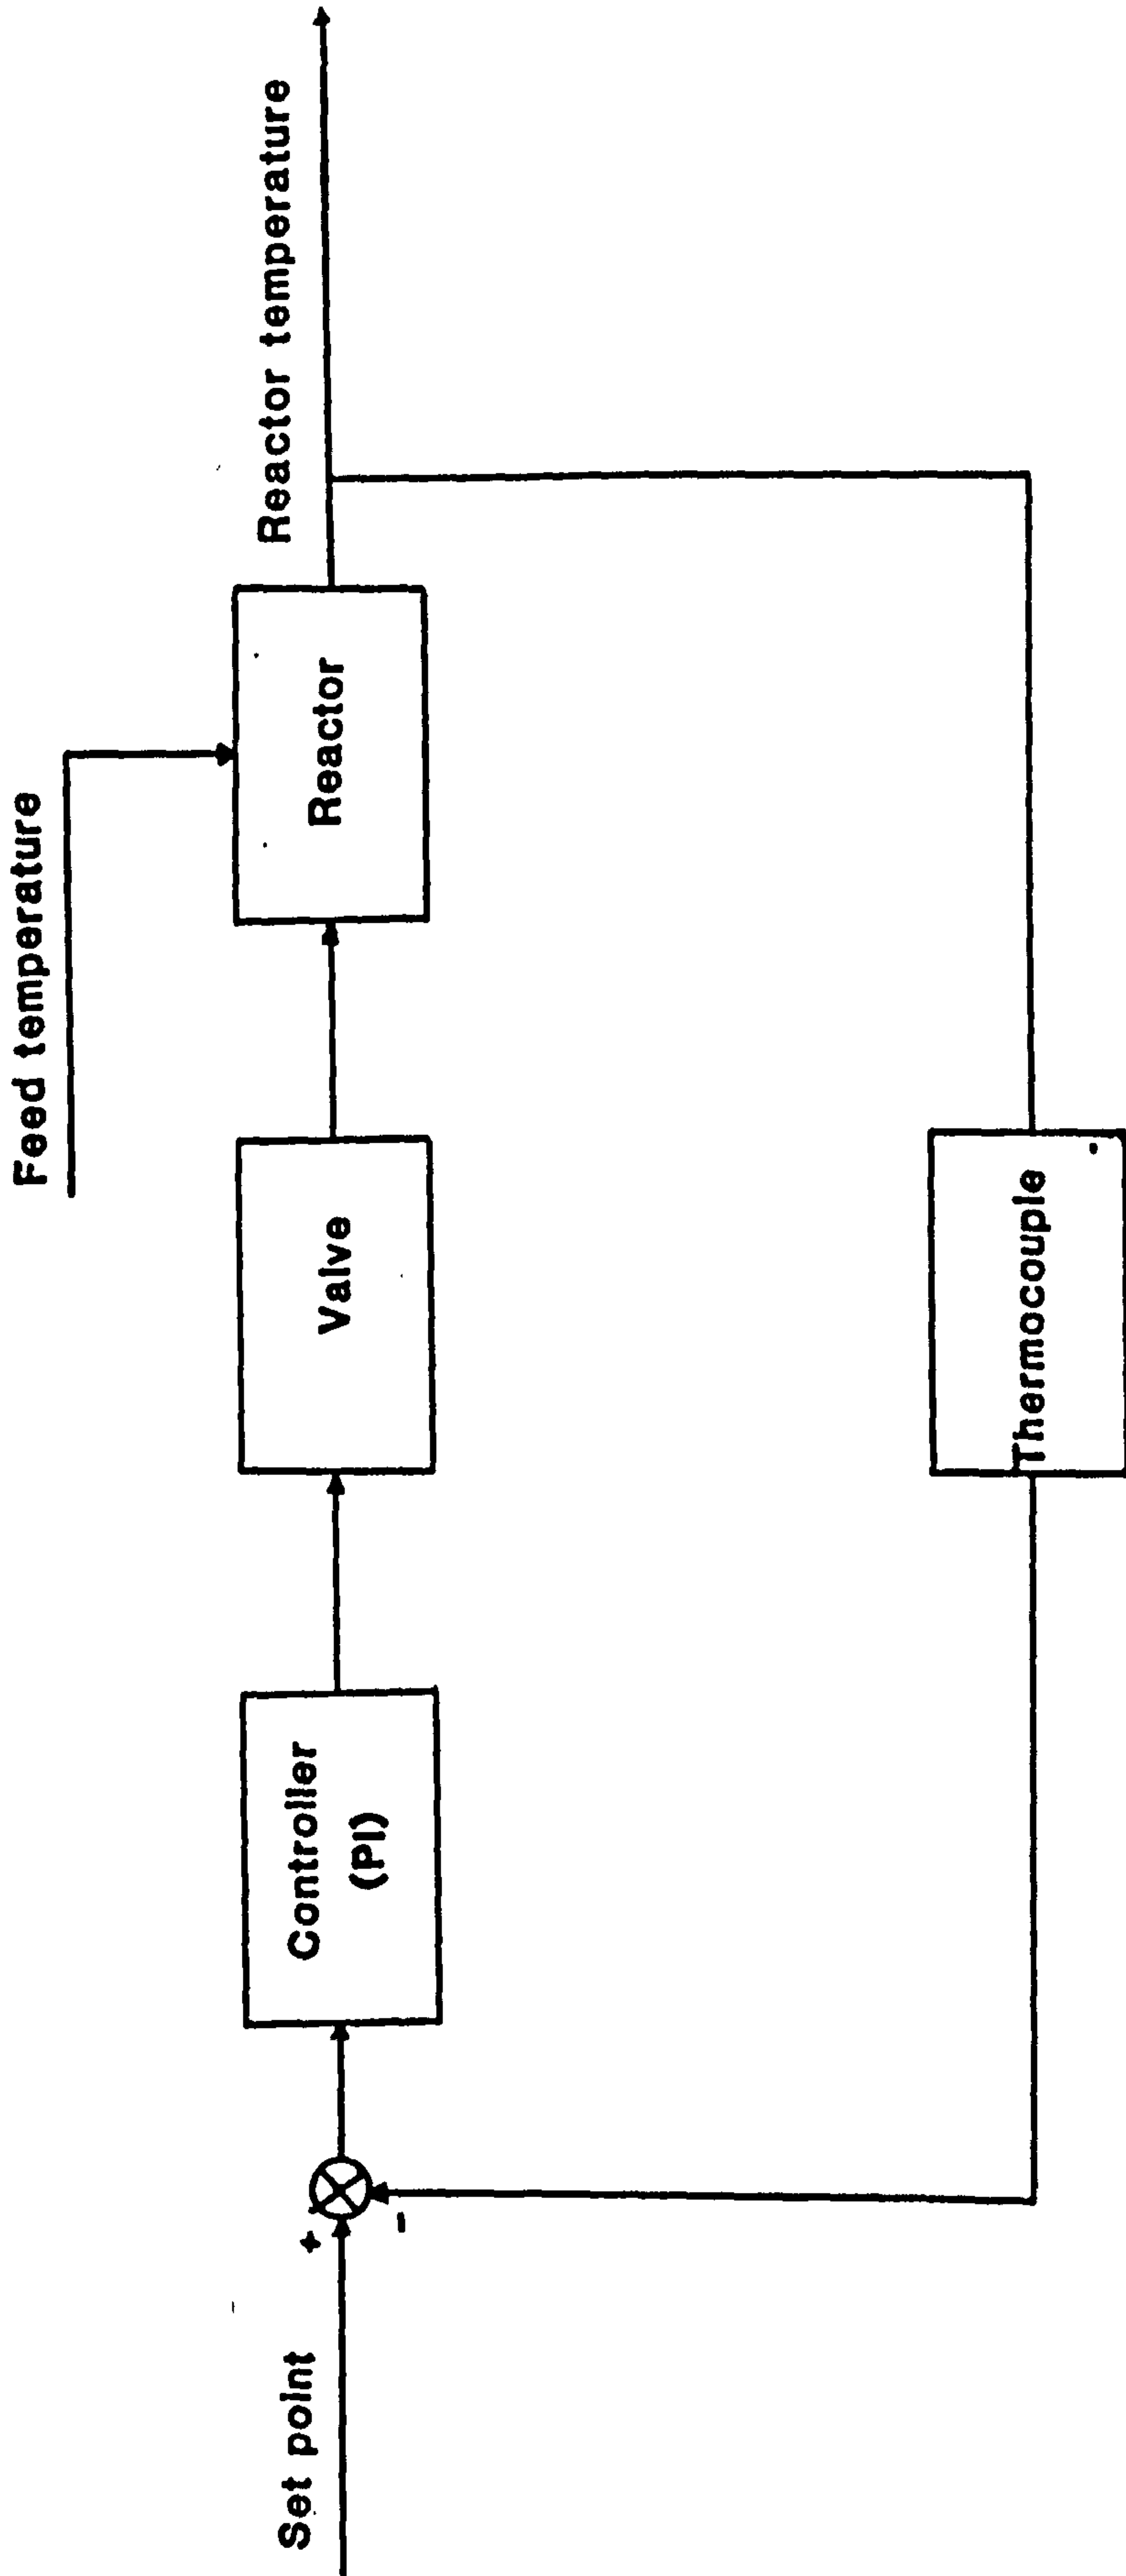 Feed temperature
Set point
+
-
Controller
(PI)
Valve
Reactor
Reactor temperature
Thermocouple